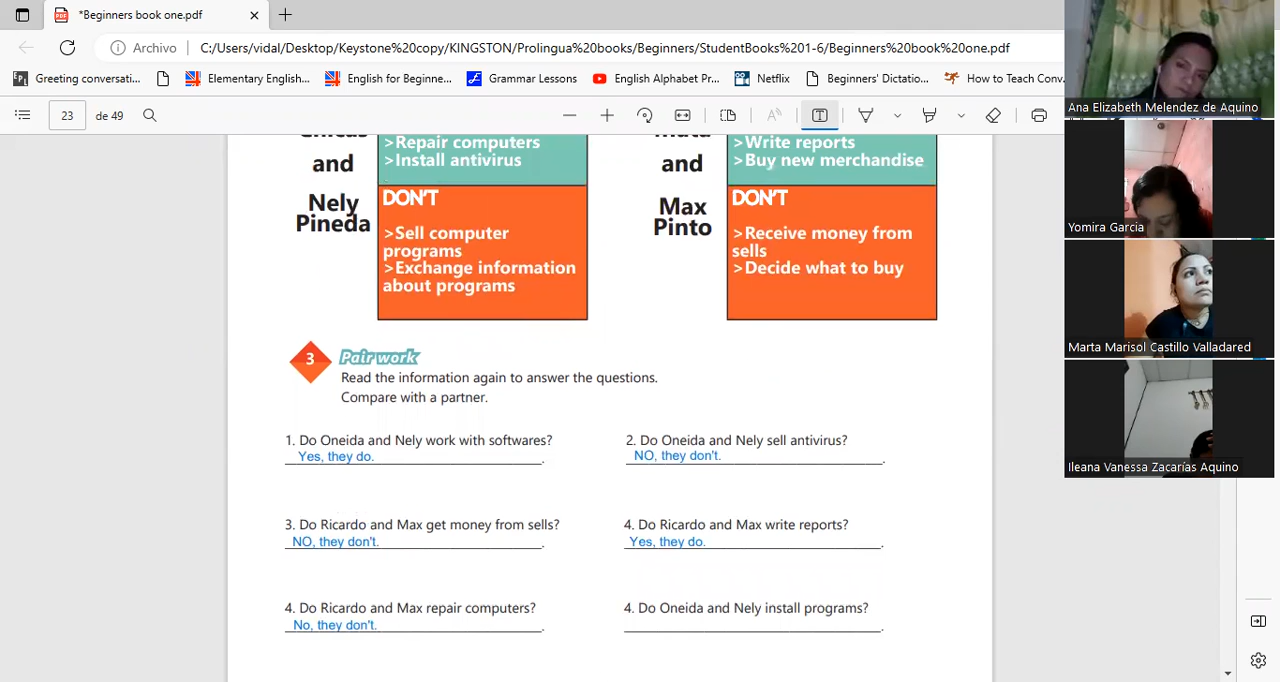 *Beginners book one.pdf
Archivo
C:/Users/vidal/Desktop/Keystone%20copy/KINGSTON/Prolingua%20books/Beginners/StudentBooks%201-6/Beginners%20book%20one.pdf
Greeting conversati...
Elementary English...
English for Beginne...
Grammar Lessons
English Alphabet Pr...
Netflix
Beginners' Dictatio...
How to Teach Conv
23
de 49
and
Nely
Pineda
>Repair computers
>Install antivirus
DON'T
>Sell computer
programs
>Exchange information
about programs
and
Max
Pinto
>Write reports
>Buy new merchandise
DON'T
>Receive money from
sells
>Decide what to buy
3
Pair work
Read the information again to answer the questions.
Compare with a partner.
1. Do Oneida and Nely work with softwares?
Yes, they do.
2. Do Oneida and Nely sell antivirus?
NO, they don't.
3. Do Ricardo and Max get money from sells?
NO, they don't.
4. Do Ricardo and Max write reports?
Yes, they do.
4. Do Ricardo and Max repair computers?
No, they don't.
4. Do Oneida and Nely install programs?
Ana Elizabeth Melendez de Aquino
Yomira Garcia
Marta Marisol Castillo Valladared
Ileana Vanessa Zacarías Aquino